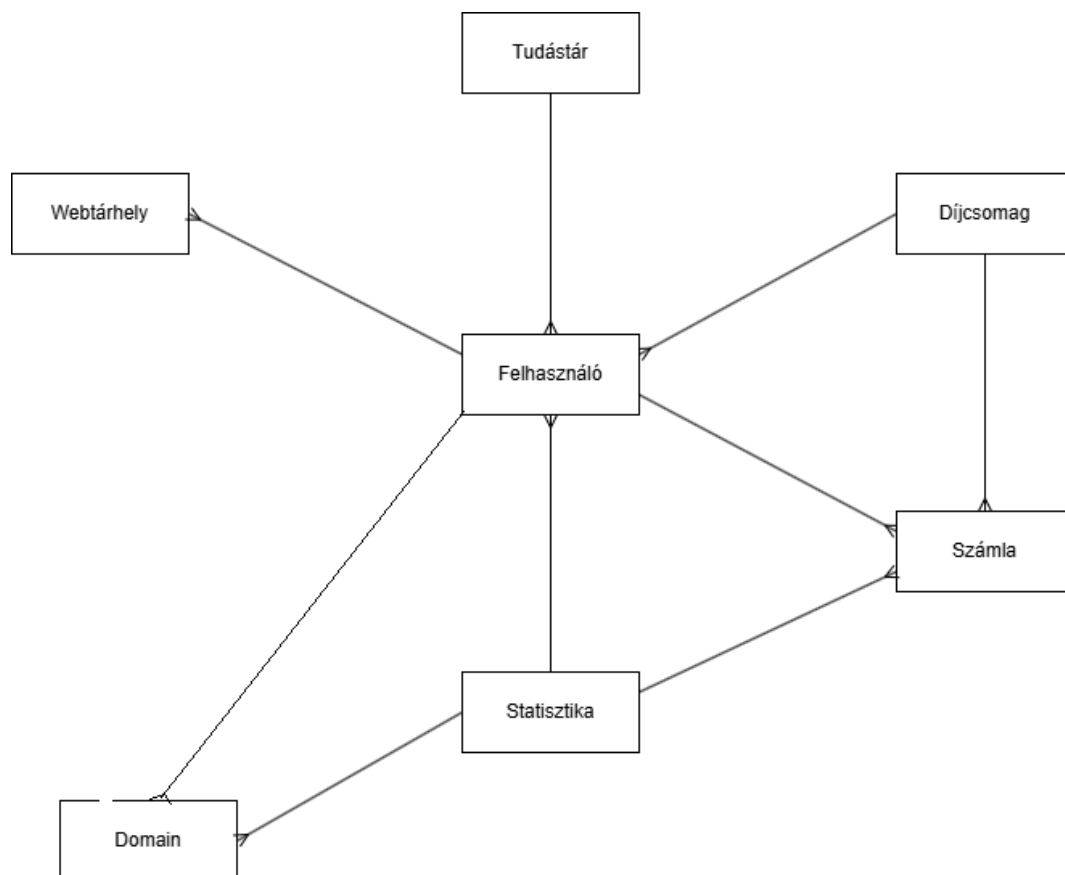 Tudástár
Webtárhely
Díjcsomag
Felhasználó
Számla
Statisztika
Domain